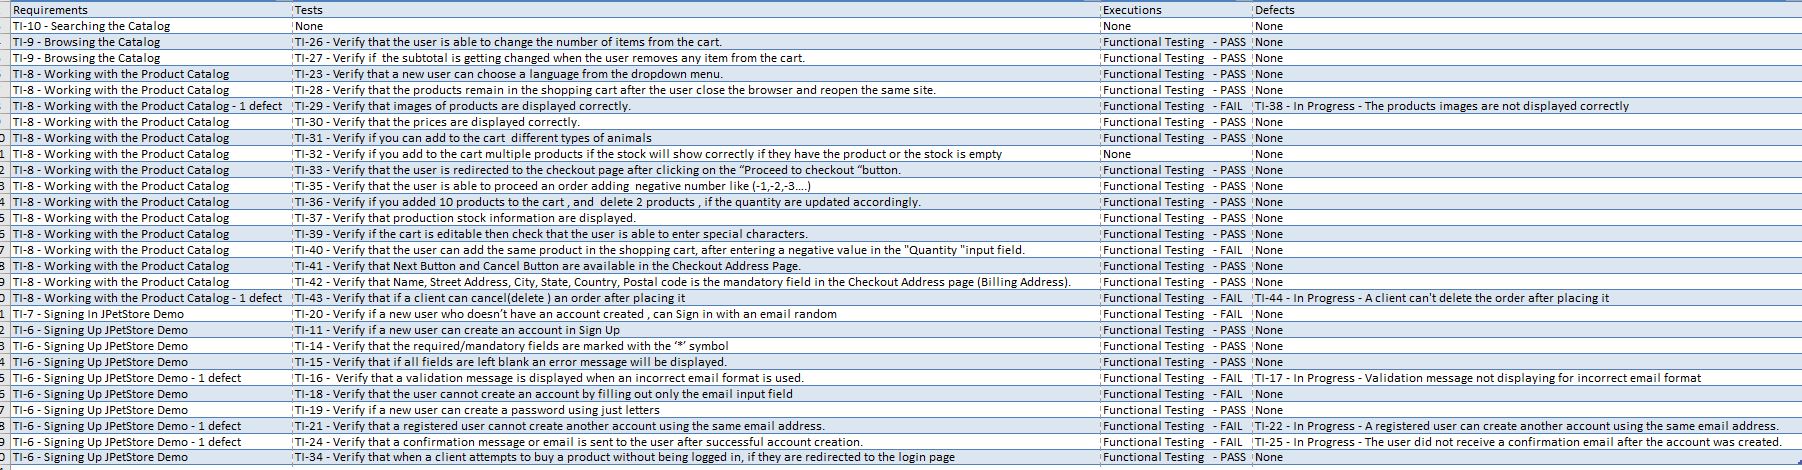 Requirements Tests Executions Defects
TI-10 - Searching the Catalog None None None
TI-9 - Browsing the Catalog TI-26 - Verify that the user is able to change the number of items from the cart. Functional Testing - PASS None
TI-9 - Browsing the Catalog TI-27 - Verify if the subtotal is getting changed when the user removes any item from the cart. Functional Testing - PASS None
TI-8 - Working with the Product Catalog TI-23 - Verify that a new user can choose a language from the dropdown menu. Functional Testing - PASS None
TI-8 - Working with the Product Catalog TI-28 - Verify that the products remain in the shopping cart after the user close the browser and reopen the same site. Functional Testing - PASS None
TI-8 - Working with the Product Catalog - 1 defect TI-29 - Verify that images of products are displayed correctly. Functional Testing - FAIL TI-38 - In Progress - The products images are not displayed correctly
TI-8 - Working with the Product Catalog TI-30 - Verify that the prices are displayed correctly. Functional Testing - PASS None
TI-8 - Working with the Product Catalog TI-31 - Verify if you can add to the cart different types of animals Functional Testing - PASS None
TI-8 - Working with the Product Catalog TI-32 - Verify if you add to the cart multiple products if the stock will show correctly if they have the product or the stock is empty None None
TI-8 - Working with the Product Catalog TI-33 - Verify that the user is redirected to the checkout page after clicking on the “Proceed to checkout “button. Functional Testing - PASS None
TI-8 - Working with the Product Catalog TI-35 - Verify that the user is able to proceed an order adding negative number like (-1,-2,-3....) Functional Testing - PASS None
TI-8 - Working with the Product Catalog TI-36 - Verify if you added 10 products to the cart , and delete 2 products , if the quantity are updated accordingly. Functional Testing - PASS None
TI-8 - Working with the Product Catalog TI-37 - Verify that production stock information are displayed. Functional Testing - PASS None
TI-8 - Working with the Product Catalog TI-39 - Verify if the cart is editable then check that the user is able to enter special characters. Functional Testing - PASS None
TI-8 - Working with the Product Catalog TI-40 - Verify that the user can add the same product in the shopping cart, after entering a negative value in the "Quantity "input field. Functional Testing - FAIL None
TI-8 - Working with the Product Catalog TI-41 - Verify that Next Button and Cancel Button are available in the Checkout Address Page. Functional Testing - PASS None
TI-8 - Working with the Product Catalog TI-42 - Verify that Name, Street Address, City, State, Country, Postal code is the mandatory field in the Checkout Address page (Billing Address). Functional Testing - PASS None
TI-8 - Working with the Product Catalog - 1 defect TI-43 - Verify that if a client can cancel(delete ) an order after placing it Functional Testing - FAIL TI-44 - In Progress - A client can't delete the order after placing it
TI-7 - Signing In JPetStore Demo TI-20 - Verify if a new user who doesn’t have an account created , can Sign in with an email random Functional Testing - FAIL None
TI-6 - Signing Up JPetStore Demo TI-11 - Verify if a new user can create an account in Sign Up Functional Testing - PASS None
TI-6 - Signing Up JPetStore Demo TI-14 - Verify that the required/mandatory fields are marked with the ‘*’ symbol Functional Testing - FAIL None
TI-6 - Signing Up JPetStore Demo TI-15 - Verify that if all fields are left blank an error message will be displayed. Functional Testing - PASS None
TI-6 - Signing Up JPetStore Demo - 1 defect TI-16 - Verify that a validation message is displayed when an incorrect email format is used. Functional Testing - FAIL TI-17 - In Progress - Validation message not displaying for incorrect email format
TI-6 - Signing Up JPetStore Demo TI-18 - Verify that the user cannot create an account by filling out only the email input field Functional Testing - FAIL None
TI-6 - Signing Up JPetStore Demo TI-19 - Verify if a new user can create a password using just letters Functional Testing - PASS None
TI-6 - Signing Up JPetStore Demo - 1 defect TI-21 - Verify that a registered user cannot create another account using the same email address. Functional Testing - FAIL TI-22 - In Progress - A registered user can create another account using the same email address.
TI-6 - Signing Up JPetStore Demo - 1 defect TI-24 - Verify that a confirmation message or email is sent to the user after successful account creation. Functional Testing - FAIL TI-25 - In Progress - The user did not receive a confirmation email after the account was created.
TI-6 - Signing Up JPetStore Demo TI-34 - Verify that when a client attempts to buy a product without being logged in, if they are redirected to the login page Functional Testing - PASS None